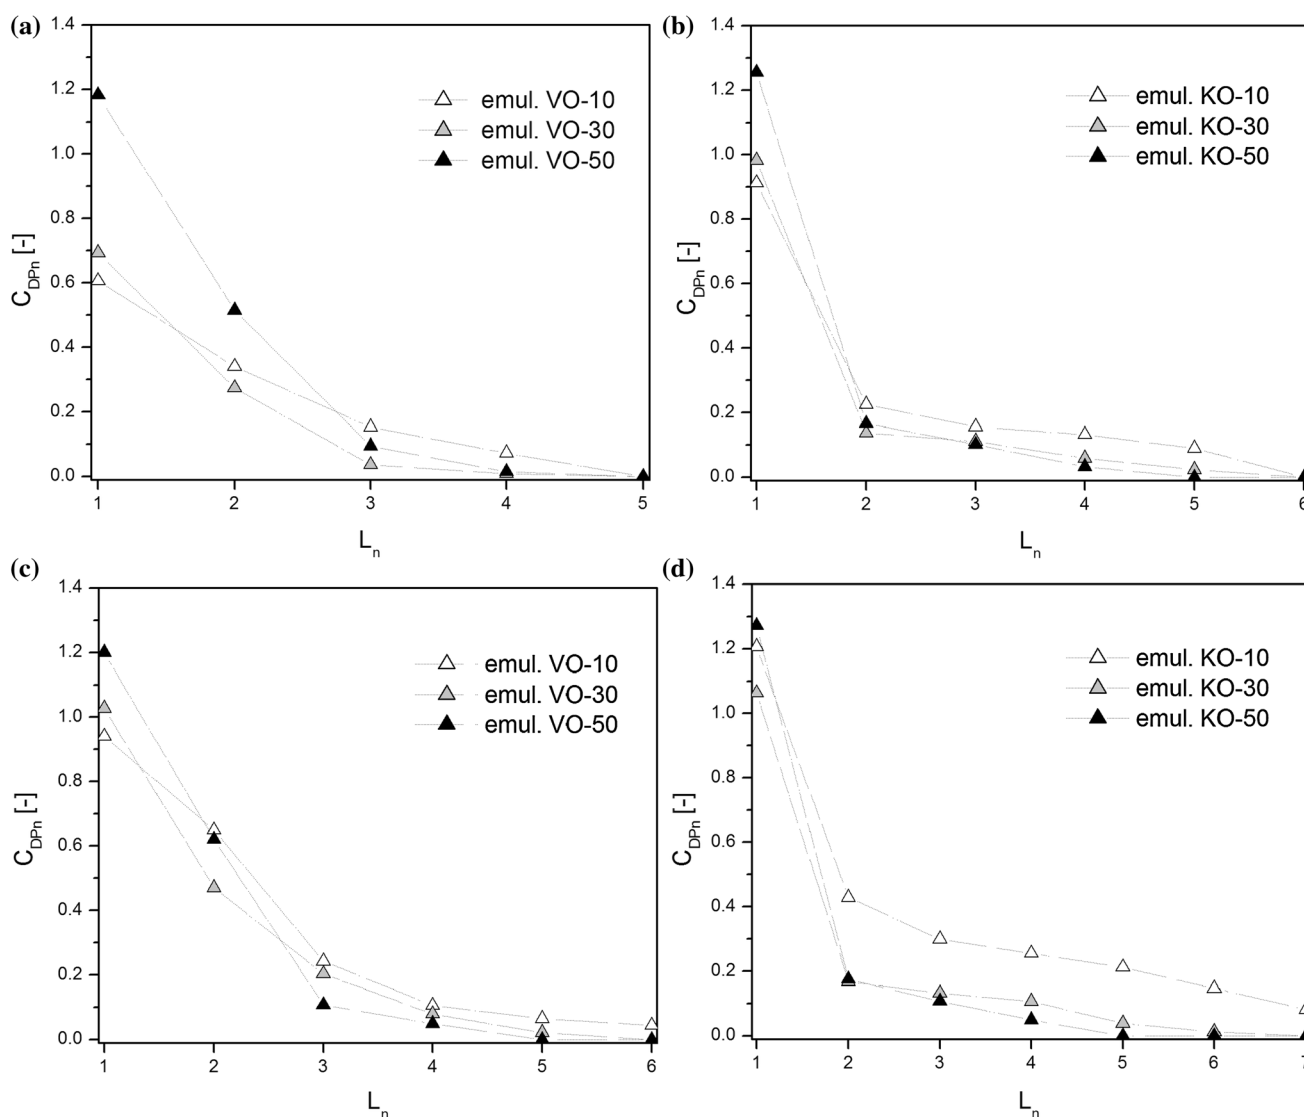 (a)
1.4
1.2
1.0
0.8
0.6
0.4
0.2
0.0
C_DPn [-]
emul. VO-10
emul. VO-30
emul. VO-50
1 2 3 4 5
L_n
(b)
1.4
1.2
1.0
0.8
0.6
0.4
0.2
0.0
C_DPn [-]
emul. KO-10
emul. KO-30
emul. KO-50
1 2 3 4 5 6
L_n
(c)
1.4
1.2
1.0
0.8
0.6
0.4
0.2
0.0
C_DPn [-]
emul. VO-10
emul. VO-30
emul. VO-50
1 2 3 4 5 6
L_n
(d)
1.4
1.2
1.0
0.8
0.6
0.4
0.2
0.0
C_DPn [-]
emul. KO-10
emul. KO-30
emul. KO-50
1 2 3 4 5 6 7
L_n